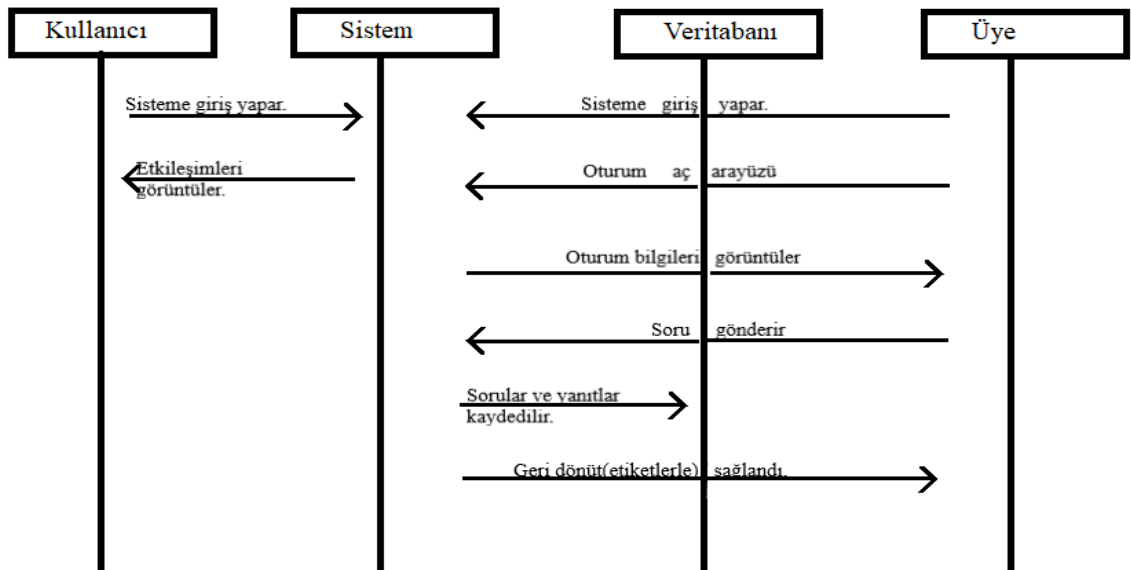 Kullanıcı
Sistem
Veritabanı
Üye
Sisteme giriş yapar.
Sisteme giriş yapar.
Etkileşimleri
görüntüler.
Oturum aç arayüzü
Oturum bilgileri görüntüler
Soru gönderir
Sorular ve yanıtlar
kaydedilir.
Geri dönüt(etiketlerle) sağlandı.